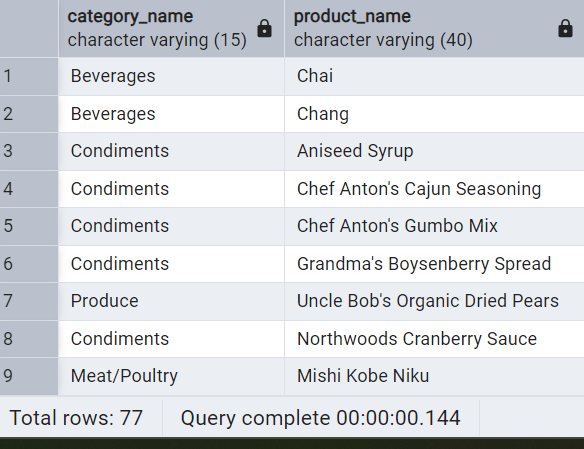 category_name product_name
character varying (15) character varying (40)
1 Beverages Chai
2 Beverages Chang
3 Condiments Aniseed Syrup
4 Condiments Chef Anton's Cajun Seasoning
5 Condiments Chef Anton's Gumbo Mix
6 Condiments Grandma's Boysenberry Spread
7 Produce Uncle Bob's Organic Dried Pears
8 Condiments Northwoods Cranberry Sauce
9 Meat/Poultry Mishi Kobe Niku
Total rows: 77 Query complete 00:00:00.144